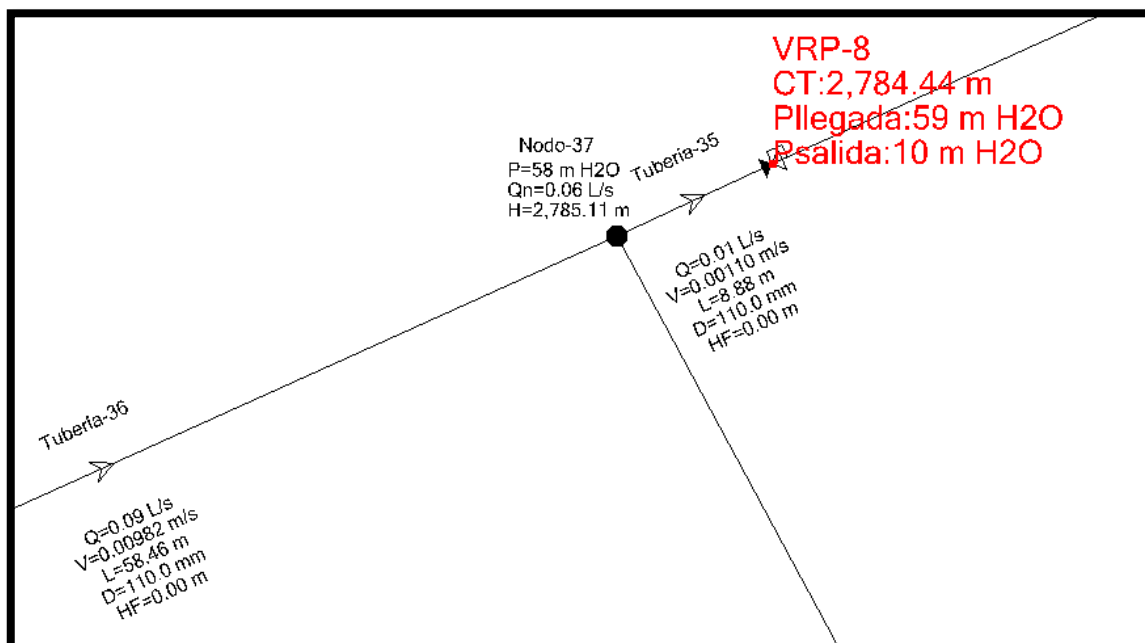 VRP-8
CT:2,784.44 m
Pllegada:59 m H2O
Psalida:10 m H2O
Nodo-37
P=58 m H2O
Qn=0.06 L/s
H=2,785.11 m
Tubería-35
Q=0.01 L/s
V=0.00110 m/s
L=8.88 m
D=110.0 mm
HF=0.00 m
Tubería-36
Q=0.09 L/s
V=0.00982 m/s
L=58.46 m
D=110.0 mm
HF=0.00 m